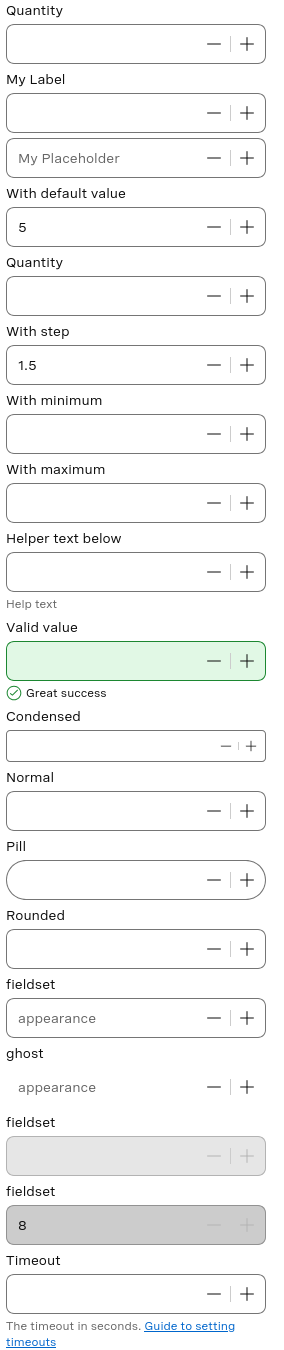 Quantity
My Label
My Placeholder
With default value
5
Quantity
With step
1.5
With minimum
With maximum
Helper text below
Help text
Valid value
Great success
Condensed
Normal
Pill
Rounded
fieldset
appearance
ghost
appearance
fieldset
fieldset
8
Timeout
The timeout in seconds. Guide to setting
timeouts